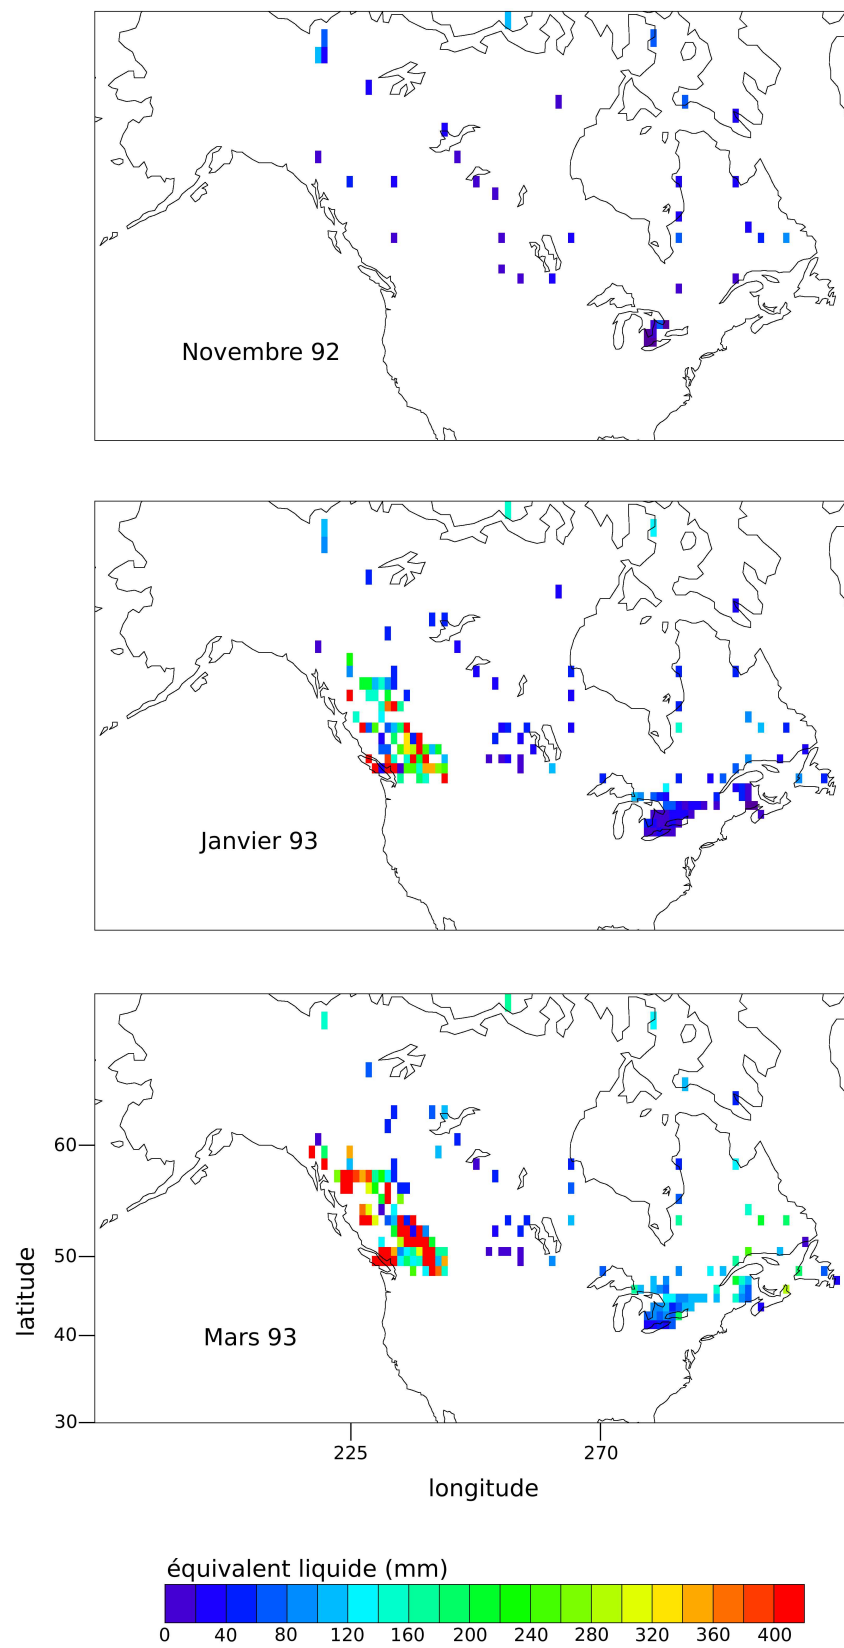 Novembre 92
Janvier 93
60
50
40
30
latitude
Mars 93
225 270
longitude
équivalent liquide (mm)
0 40 80 120 160 200 240 280 320 360 400